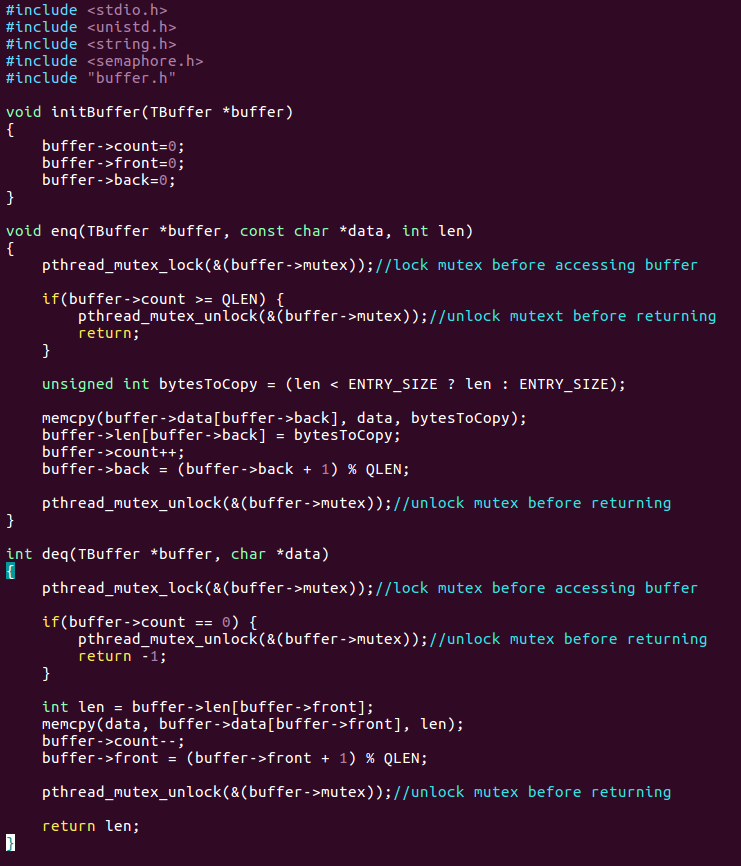 #include <stdio.h>
#include <unistd.h>
#include <string.h>
#include <semaphore.h>
#include "buffer.h"

void initBuffer(TBuffer *buffer)
{
    buffer->count=0;
    buffer->front=0;
    buffer->back=0;
}

void enq(TBuffer *buffer, const char *data, int len)
{
    pthread_mutex_lock(&(buffer->mutex));//lock mutex before accessing buffer

    if(buffer->count >= QLEN) {
        pthread_mutex_unlock(&(buffer->mutex));//unlock mutext before returning
        return;
    }

    unsigned int bytesToCopy = (len < ENTRY_SIZE ? len : ENTRY_SIZE);

    memcpy(buffer->data[buffer->back], data, bytesToCopy);
    buffer->len[buffer->back] = bytesToCopy;
    buffer->count++;
    buffer->back = (buffer->back + 1) % QLEN;

    pthread_mutex_unlock(&(buffer->mutex));//unlock mutex before returning
}

int deq(TBuffer *buffer, char *data)
{
    pthread_mutex_lock(&(buffer->mutex));//lock mutex before accessing buffer

    if(buffer->count == 0) {
        pthread_mutex_unlock(&(buffer->mutex));//unlock mutex before returning
        return -1;
    }

    int len = buffer->len[buffer->front];
    memcpy(data, buffer->data[buffer->front], len);
    buffer->count--;
    buffer->front = (buffer->front + 1) % QLEN;

    pthread_mutex_unlock(&(buffer->mutex));//unlock mutex before returning

    return len;
}